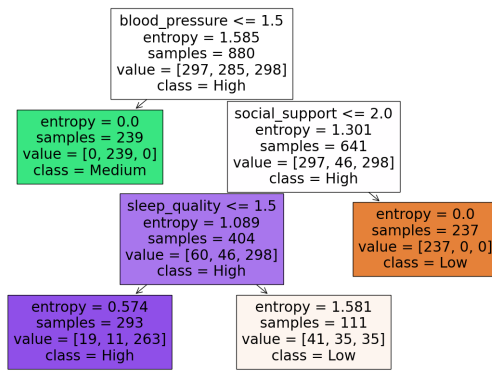 blood_pressure <= 1.5
entropy = 1.585
samples = 880
value = [297, 285, 298]
class = High
entropy = 0.0
samples = 239
value = [0, 239, 0]
class = Medium
social_support <= 2.0
entropy = 1.301
samples = 641
value = [297, 46, 298]
class = High
sleep_quality <= 1.5
entropy = 1.089
samples = 404
value = [60, 46, 298]
class = High
entropy = 0.0
samples = 237
value = [237, 0, 0]
class = Low
entropy = 0.574
samples = 293
value = [19, 11, 263]
class = High
entropy = 1.581
samples = 111
value = [41, 35, 35]
class = Low